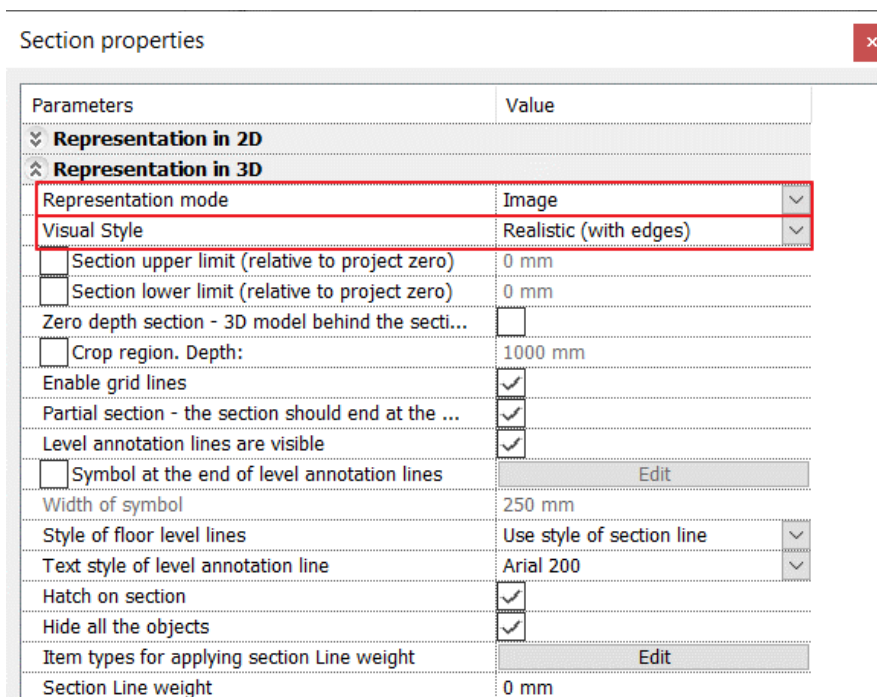 Section properties
Parameters Value
Representation in 2D
Representation in 3D
Representation mode Image
Visual Style Realistic (with edges)
Section upper limit (relative to project zero) 0 mm
Section lower limit (relative to project zero) 0 mm
Zero depth section - 3D model behind the secti...
Crop region. Depth: 1000 mm
Enable grid lines
Partial section - the section should end at the ...
Level annotation lines are visible
Symbol at the end of level annotation lines Edit
Width of symbol 250 mm
Style of floor level lines Use style of section line
Text style of level annotation line Arial 200
Hatch on section
Hide all the objects
Item types for applying section Line weight Edit
Section Line weight 0 mm